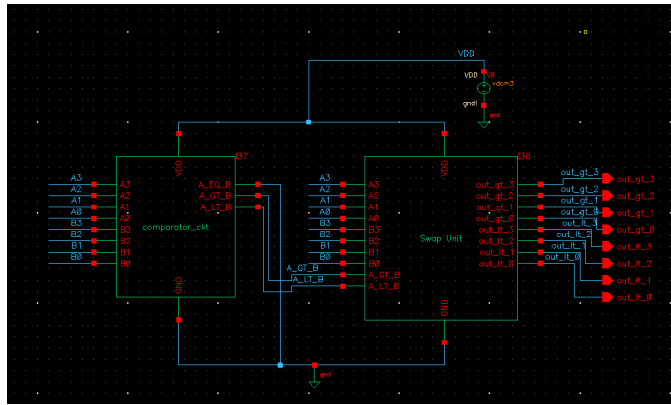 VDD
VDD V0
vdc=3
gnd!
gnd
I37
VDD
A3 A3
A2 A2
A1 A1
A0 A0
B3 B3
B2 B2
B1 B1
B0 B0
comparator_ckt
A_EQ_B
A_GT_B
A_LT_B
GND
A_GT_B
A_LT_B
VDD
A3 A3
A2 A2
A1 A1
A0 A0
B3 B3
B2 B2
B1 B1
B0 B0
A_GT_B
A_LT_B
Swap Unit
out_gt_3
out_gt_2
out_gt_1
out_gt_0
out_lt_3
out_lt_2
out_lt_1
out_lt_0
GND
out_gt_3
out_gt_2
out_gt_1
out_gt_0
out_lt_3
out_lt_2
out_lt_1
out_lt_0
out_gt_3
out_gt_2
out_gt_1
out_gt_0
out_lt_3
out_lt_2
out_lt_1
out_lt_0
gnd